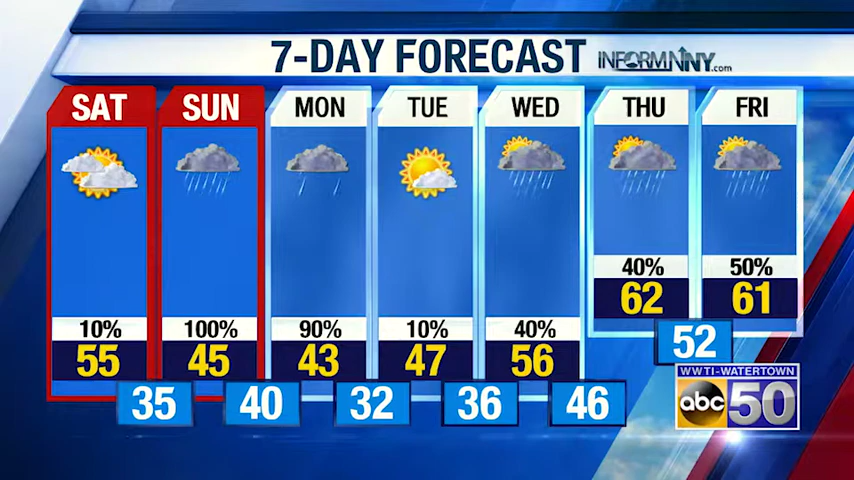 7-DAY FORECAST INFORMNNY.com
SAT SUN MON TUE WED THU FRI
40% 50%
62 61
10% 100% 90% 10% 40%
55 45 43 47 56
52
35 40 32 36 46
WWTI-WATERTOWN
abc 50